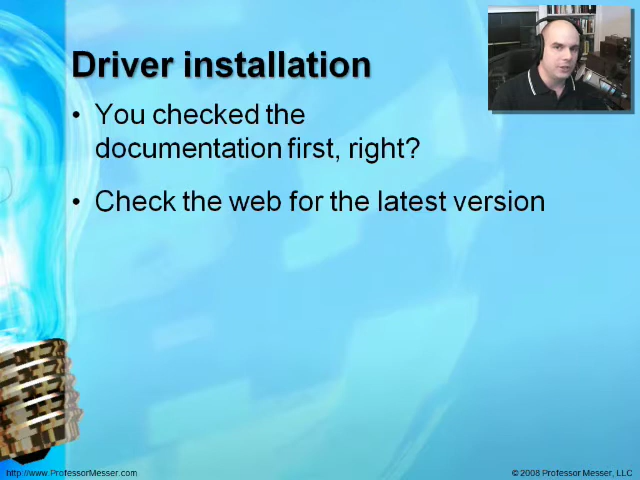 Driver installation
• You checked the
documentation first, right?
• Check the web for the latest version
http://www.ProfessorMesser.com
© 2008 Professor Messer, LLC